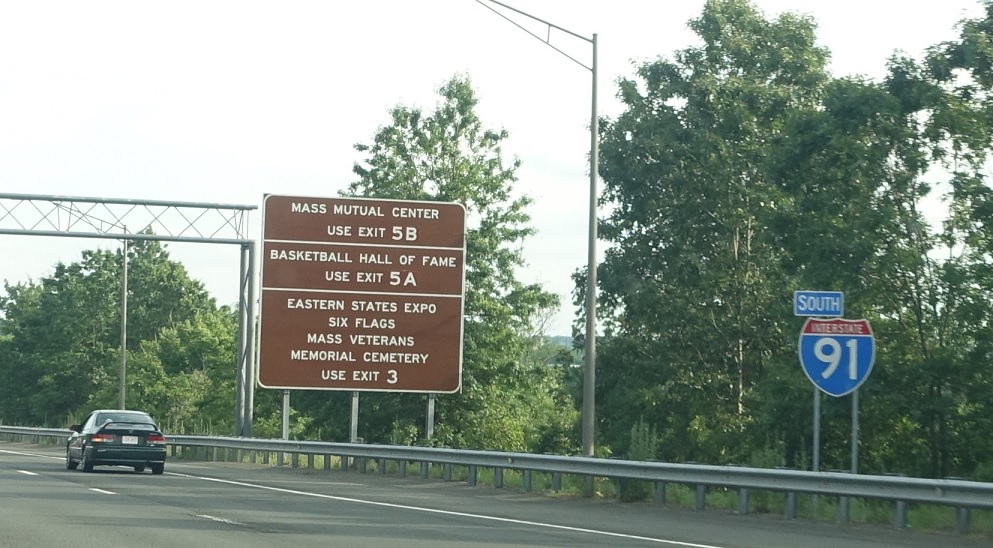 MASS MUTUAL CENTER
USE EXIT 5B
BASKETBALL HALL OF FAME
USE EXIT 5A
EASTERN STATES EXPO
SIX FLAGS
MASS VETERANS
MEMORIAL CEMETERY
USE EXIT 3
SOUTH
INTERSTATE
91